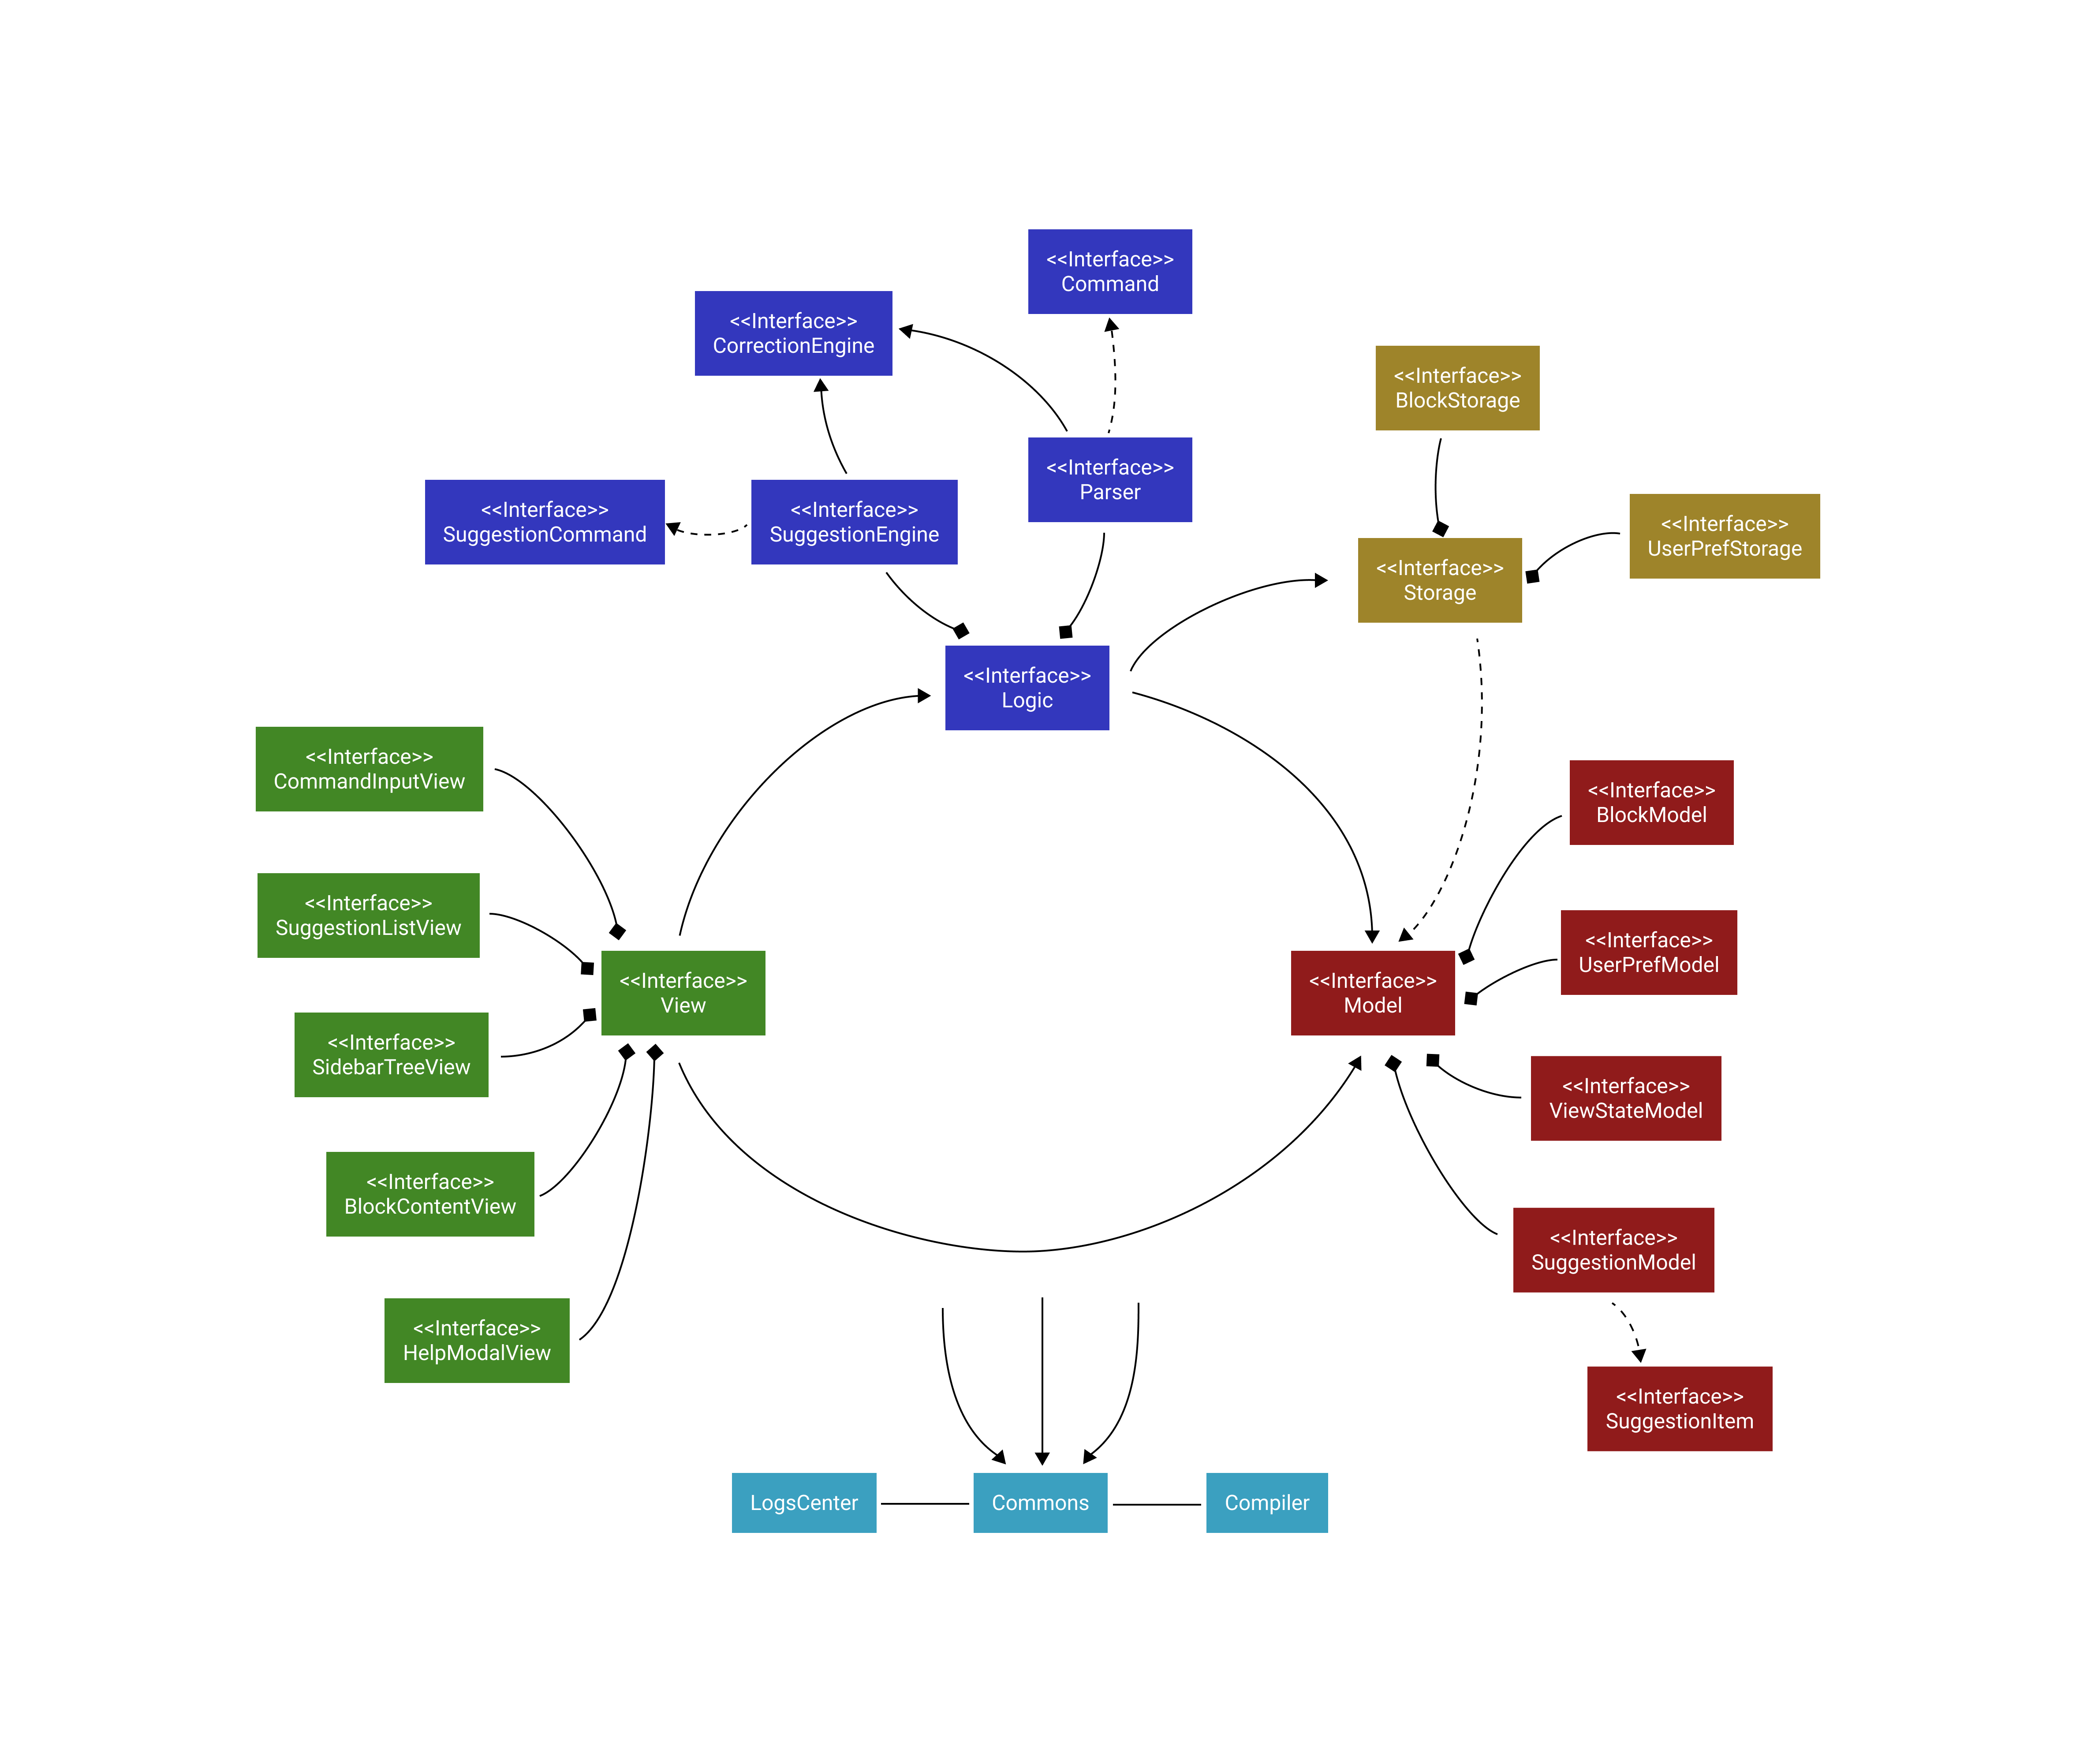 <<Interface>>
Command
<<Interface>>
CorrectionEngine
<<Interface>>
BlockStorage
<<Interface>>
Parser
<<Interface>>
SuggestionCommand
<<Interface>>
SuggestionEngine
<<Interface>>
UserPrefStorage
<<Interface>>
Storage
<<Interface>>
Logic
<<Interface>>
CommandInputView
<<Interface>>
BlockModel
<<Interface>>
SuggestionListView
<<Interface>>
UserPrefModel
<<Interface>>
View
<<Interface>>
Model
<<Interface>>
SidebarTreeView
<<Interface>>
ViewStateModel
<<Interface>>
BlockContentView
<<Interface>>
SuggestionModel
<<Interface>>
HelpModalView
<<Interface>>
SuggestionItem
LogsCenter
Commons
Compiler